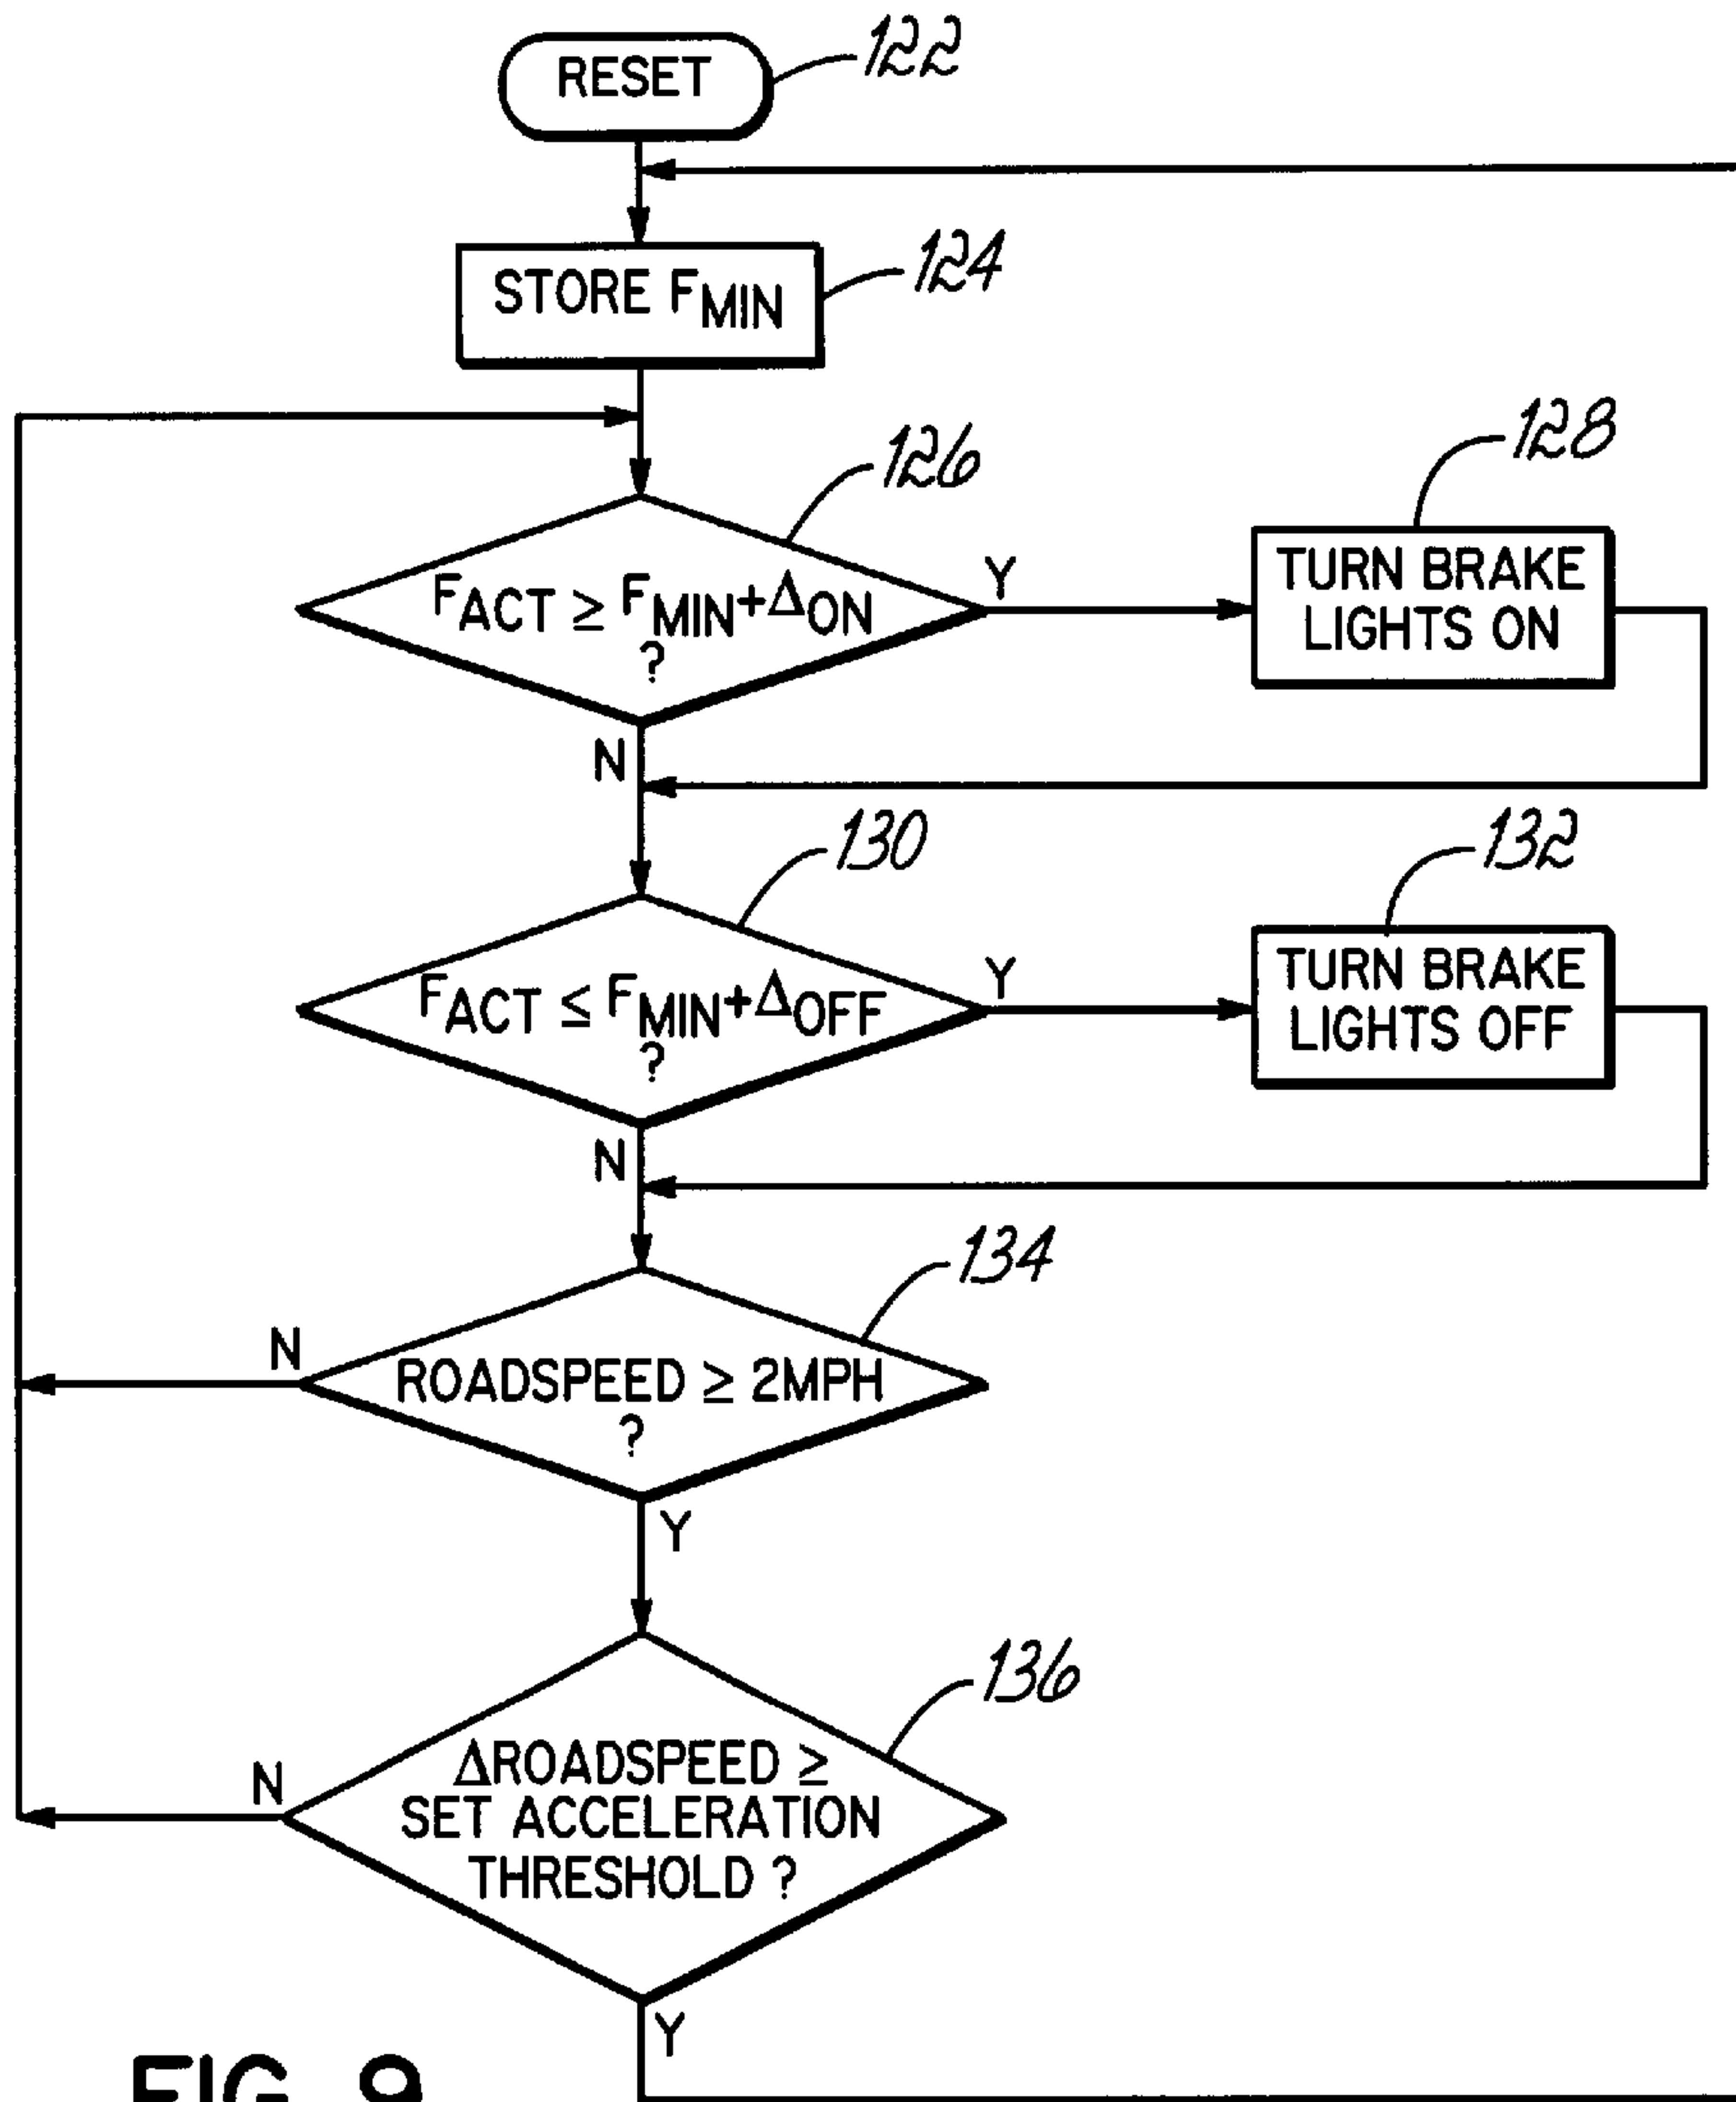 RESET
122
STORE FMIN
124
126
FACT ≥ FMIN+ΔON
?
Y
N
128
TURN BRAKE
LIGHTS ON
130
FACT ≤ FMIN+ΔOFF
?
Y
N
132
TURN BRAKE
LIGHTS OFF
134
N
ROADSPEED ≥ 2MPH
?
Y
136
N
ΔROADSPEED ≥
SET ACCELERATION
THRESHOLD ?
Y